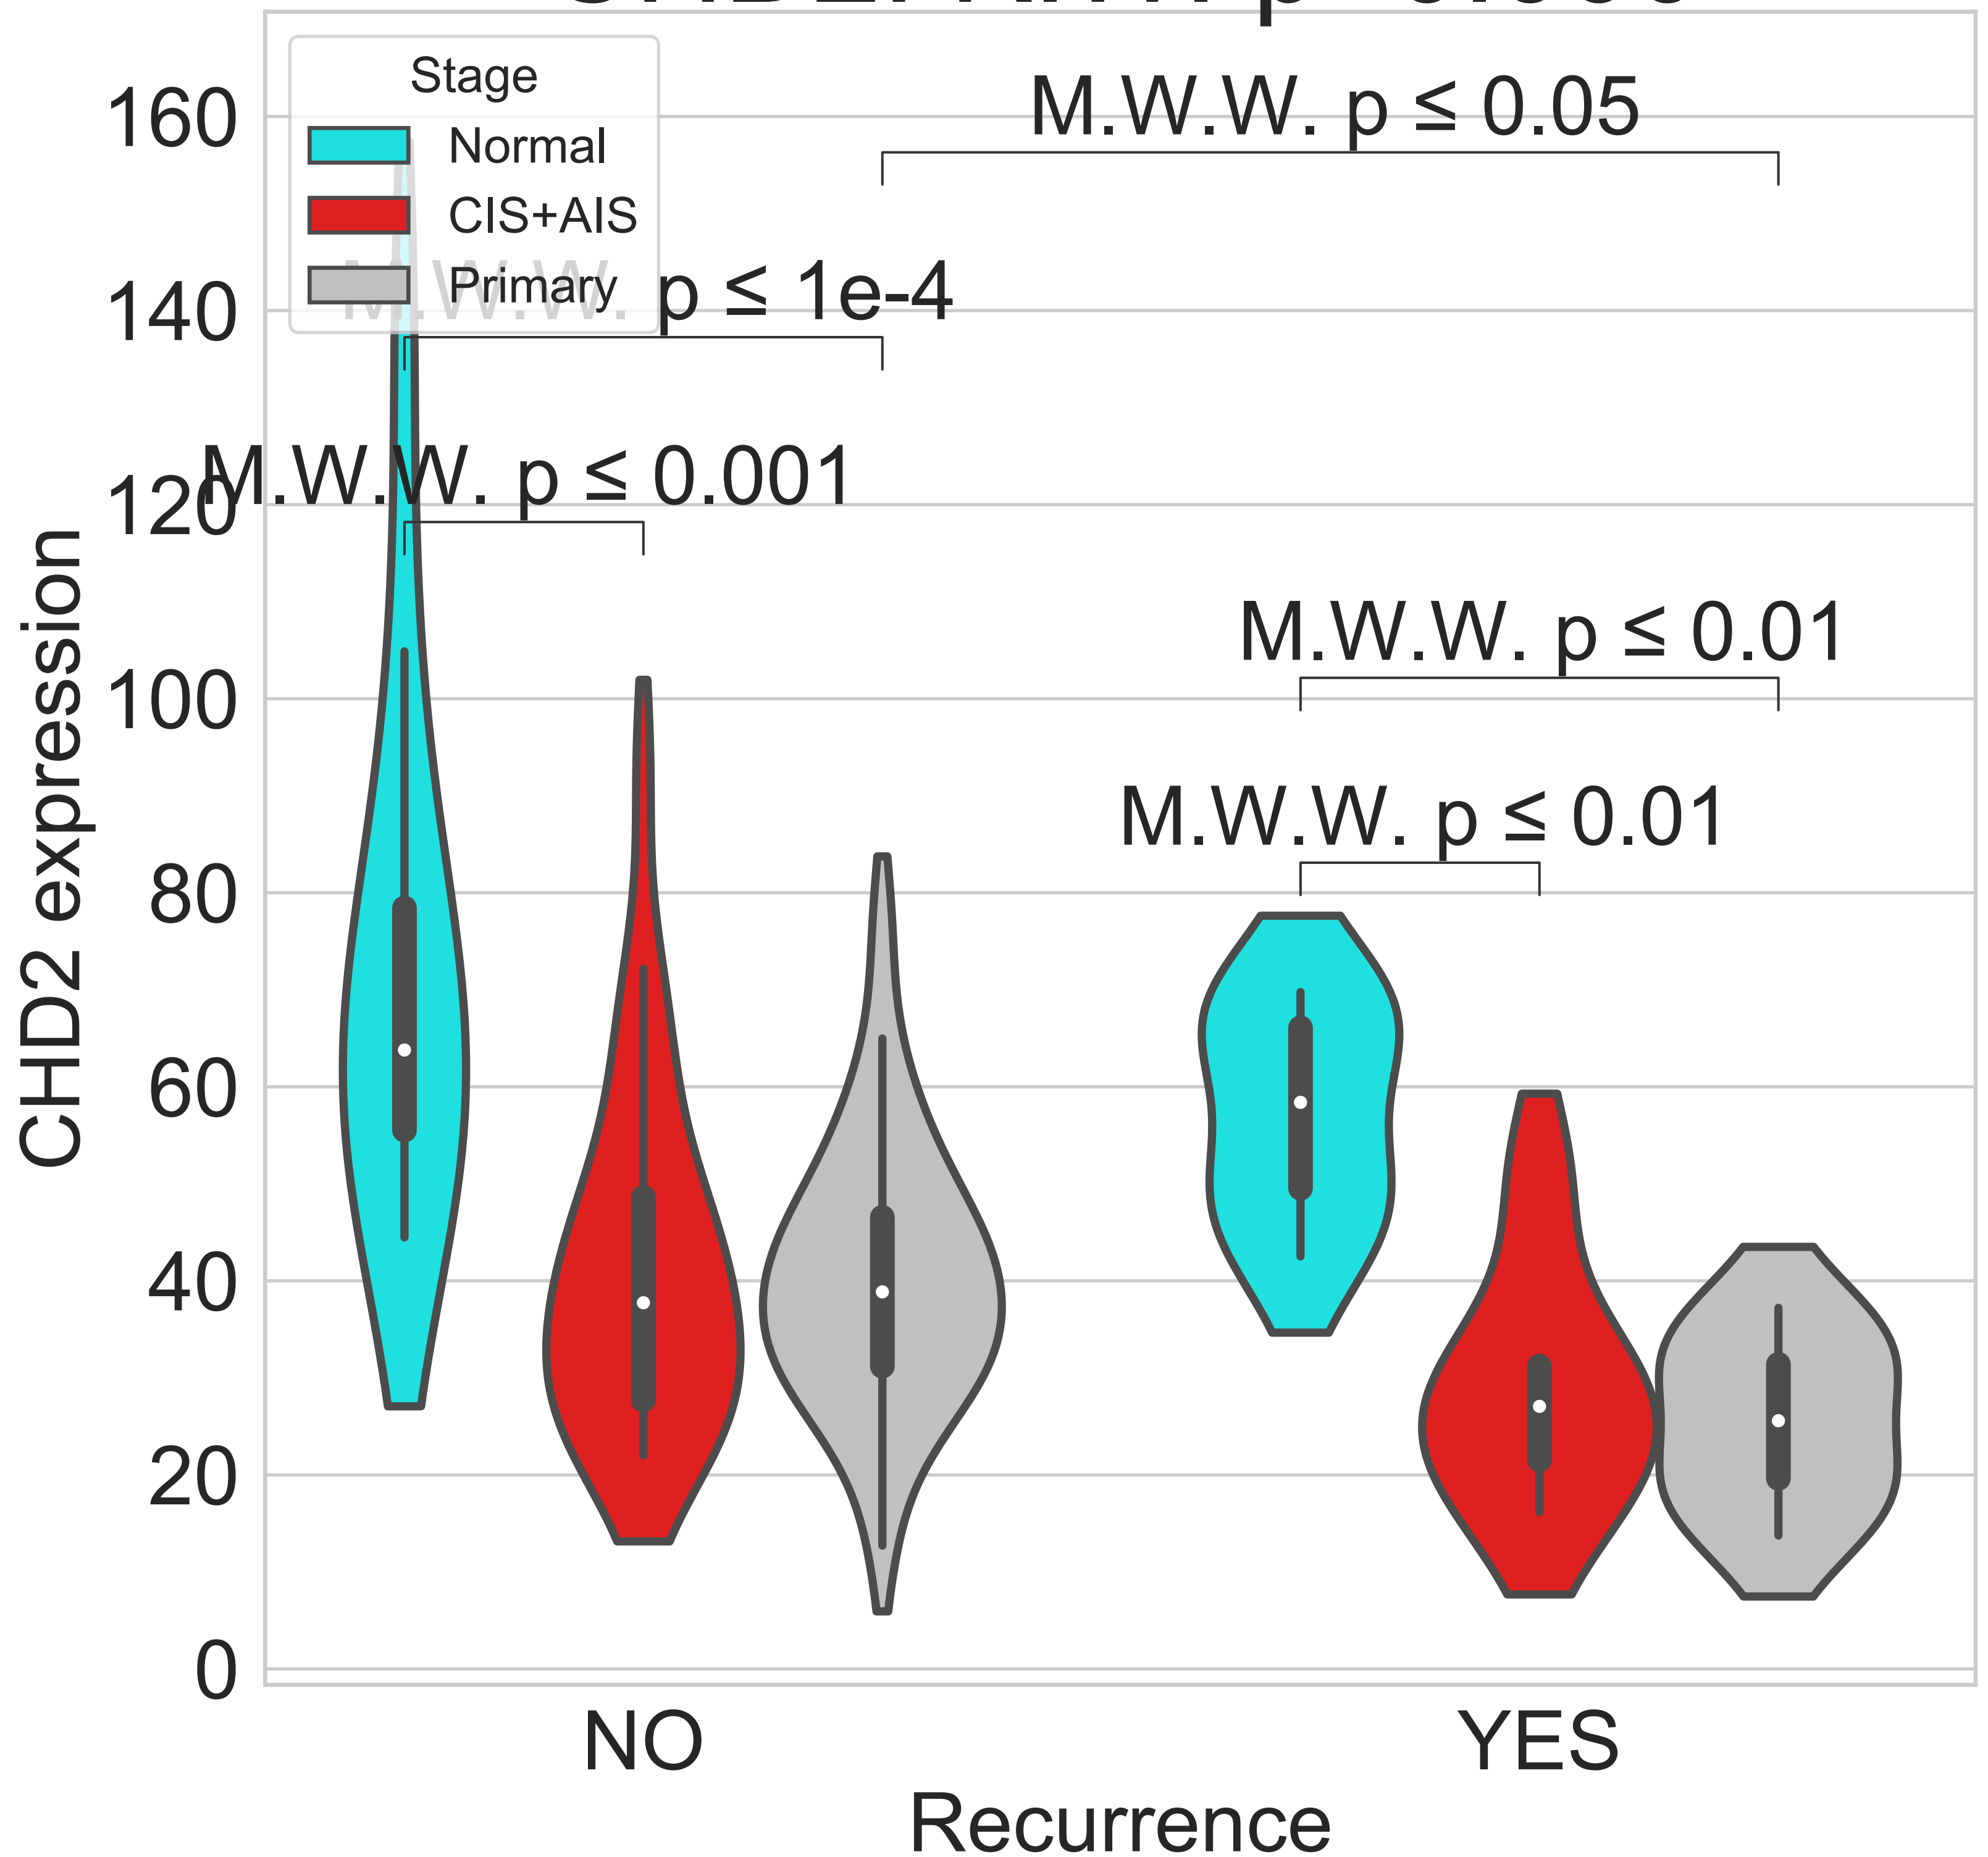 Stage
Normal
CIS+AIS
Primary
M.W.W. p ≤ 0.05
M.W.W. p ≤ 1e-4
M.W.W. p ≤ 0.001
M.W.W. p ≤ 0.01
M.W.W. p ≤ 0.01
160
140
120
100
80
60
40
20
0
CHD2 expression
NO
YES
Recurrence